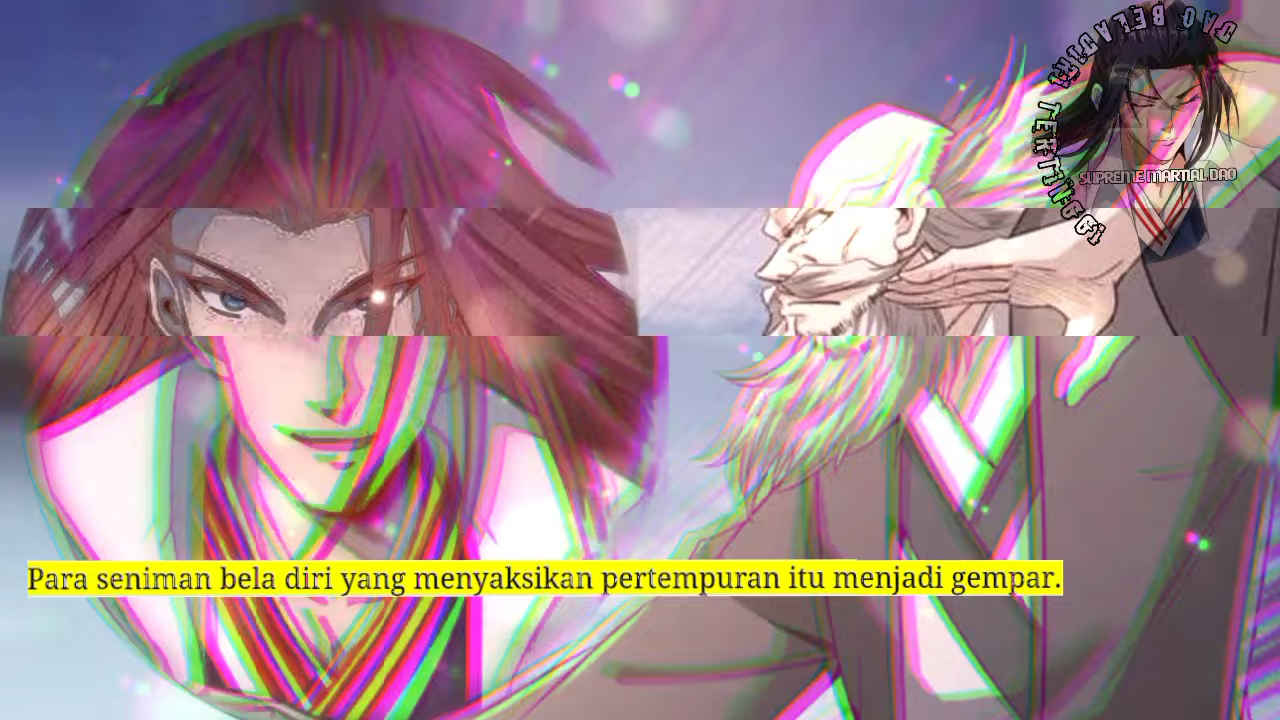 DAO BELADIRI TERTINGGI
SUPREME MARTIAL DAO
Para seniman bela diri yang menyaksikan pertempuran itu menjadi gempar.